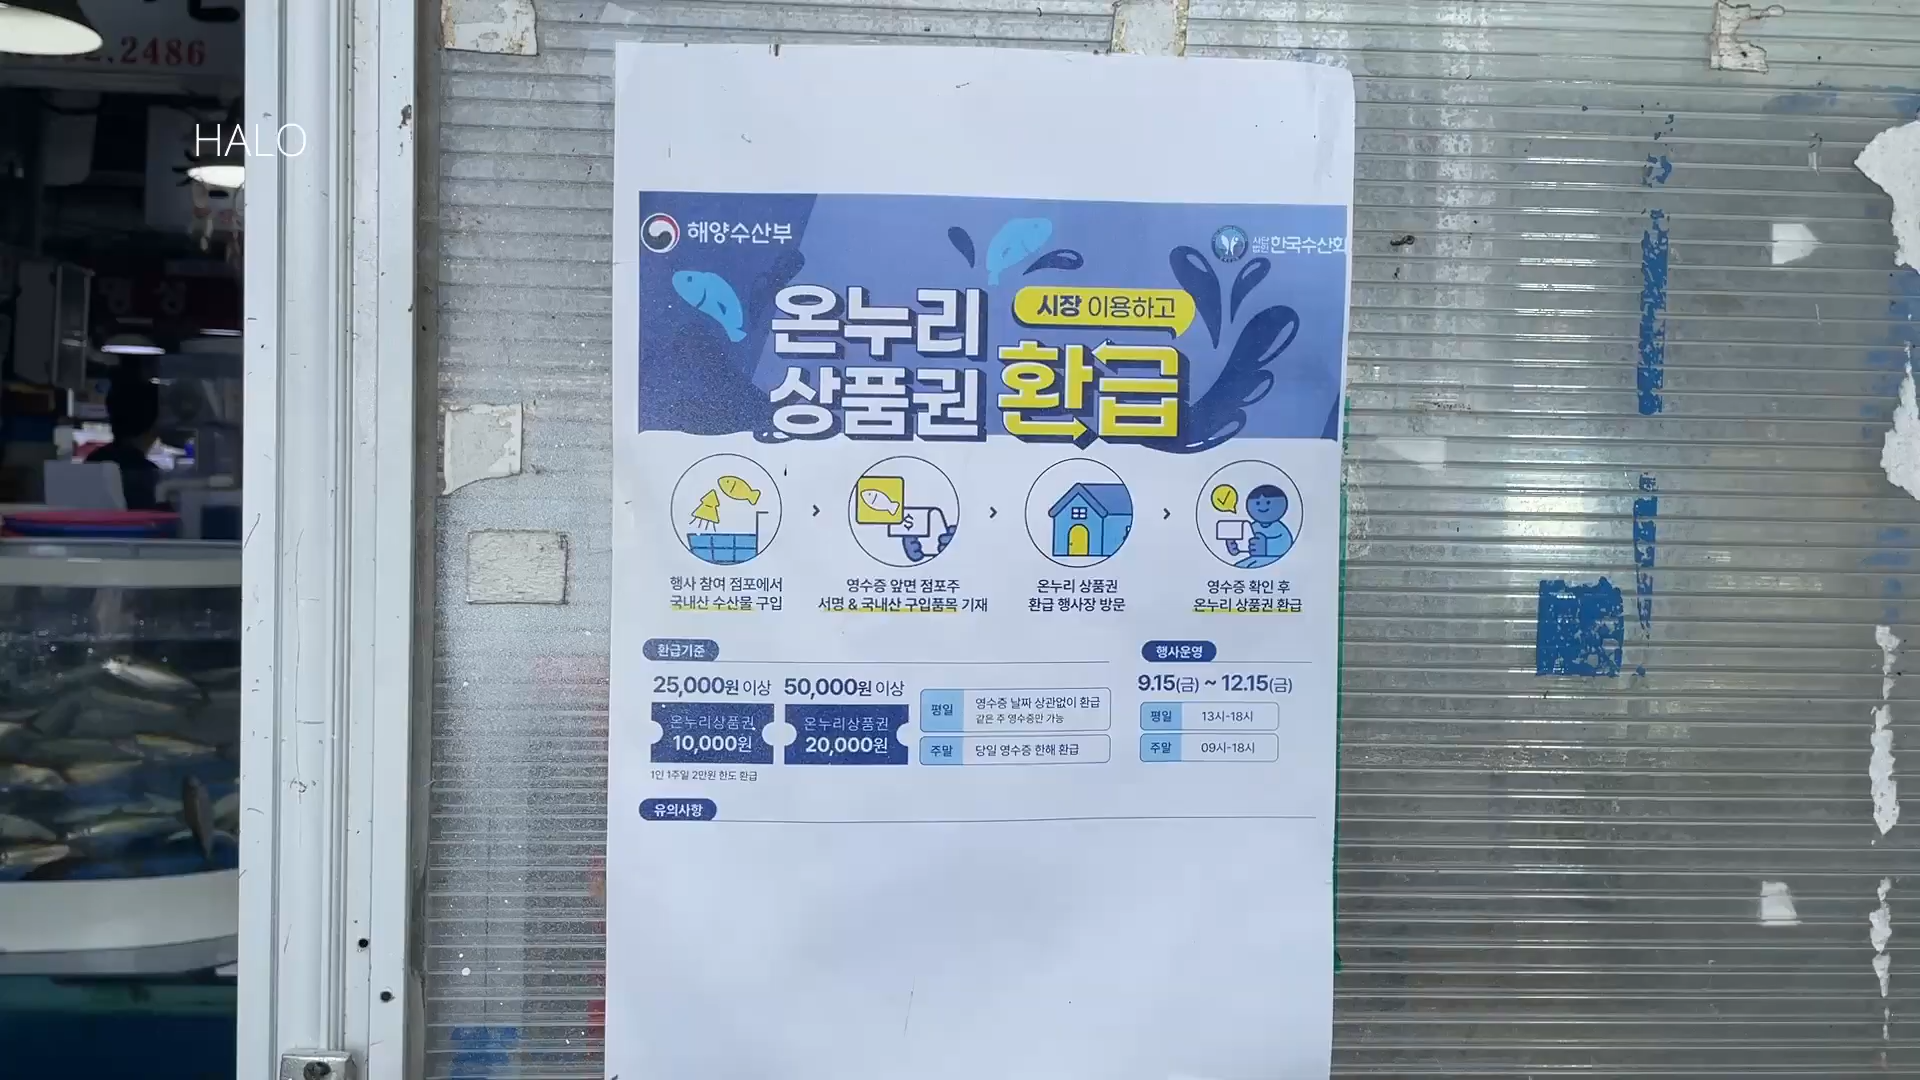 2486
HALO
해양수산부
사단법인 한국수산회
온누리
상품권
시장 이용하고
환급
행사 참여 점포에서
국내산 수산물 구입
영수증 앞면 점포주
서명 & 국내산 구입품목 기재
온누리 상품권
환급 행사장 방문
영수증 확인 후
온누리 상품권 환급
환급기준
25,000원 이상
온누리상품권
10,000원
50,000원 이상
온누리상품권
20,000원
1인 1주일 2만원 한도 환급
평일
영수증 날짜 상관없이 환급
같은 주 영수증만 가능
주말
당일 영수증 한해 환급
행사운영
9.15(금) ~ 12.15(금)
평일 13시-18시
주말 09시-18시
유의사항